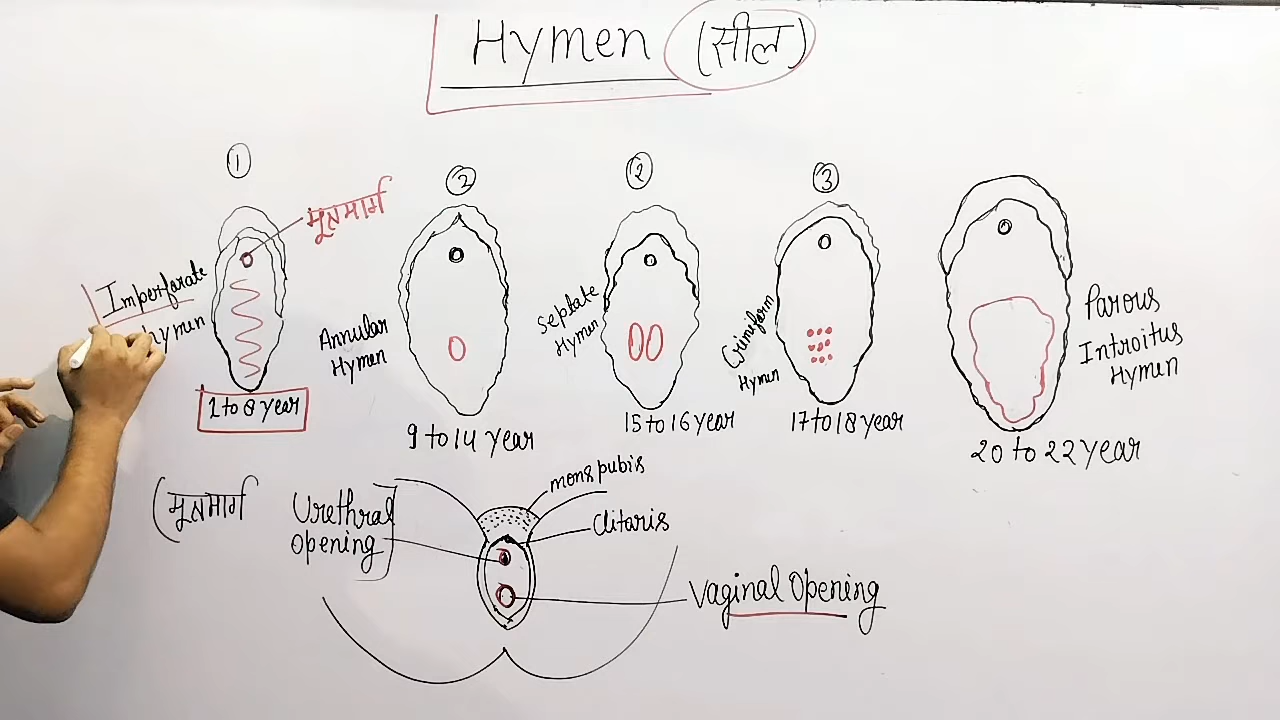 Hymen (सील)
1
मूत्रमार्ग
Imperforate
hymen
1 to 8 year
2
Annular
Hymen
9 to 14 year
2
Septate
Hymen
15 to 16 year
3
Hymen
17 to 18 year
Parous
Introitus
Hymen
20 to 22 year
(मूत्रमार्ग
Urethral
opening
mons pubis
Clitaris
Vaginal Opening